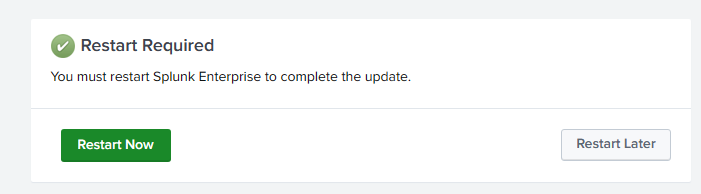 Restart Required
You must restart Splunk Enterprise to complete the update.
Restart Now
Restart Later